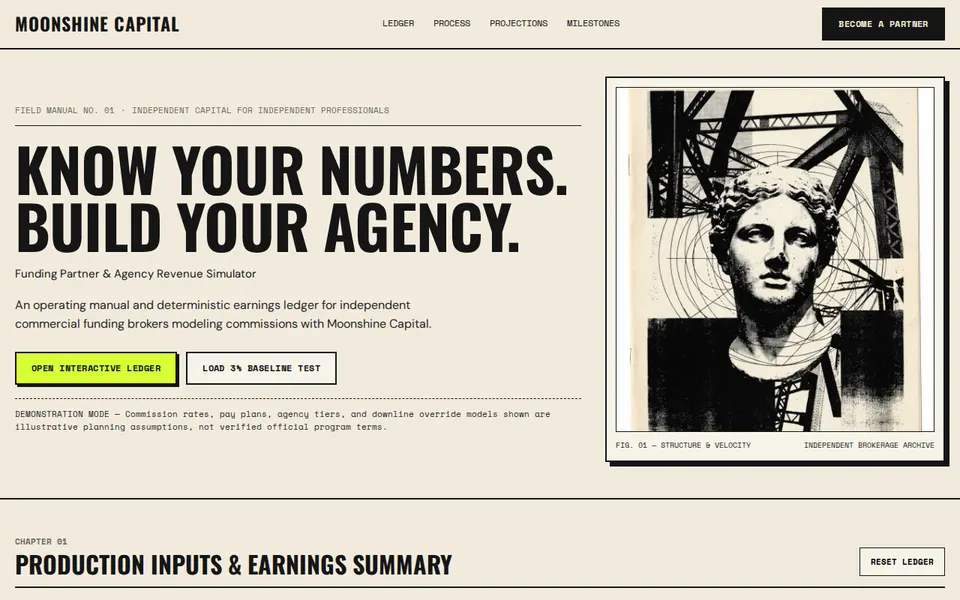 MOONSHINE CAPITAL
LEDGER PROCESS PROJECTIONS MILESTONES
BECOME A PARTNER
FIELD MANUAL NO. 01 · INDEPENDENT CAPITAL FOR INDEPENDENT PROFESSIONALS
KNOW YOUR NUMBERS.
BUILD YOUR AGENCY.
Funding Partner & Agency Revenue Simulator
An operating manual and deterministic earnings ledger for independent
commercial funding brokers modeling commissions with Moonshine Capital.
OPEN INTERACTIVE LEDGER
LOAD 3% BASELINE TEST
DEMONSTRATION MODE — Commission rates, pay plans, agency tiers, and downline override models shown are
illustrative planning assumptions, not verified official program terms.
FIG. 01 — STRUCTURE & VELOCITY
INDEPENDENT BROKERAGE ARCHIVE
CHAPTER 01
PRODUCTION INPUTS & EARNINGS SUMMARY
RESET LEDGER